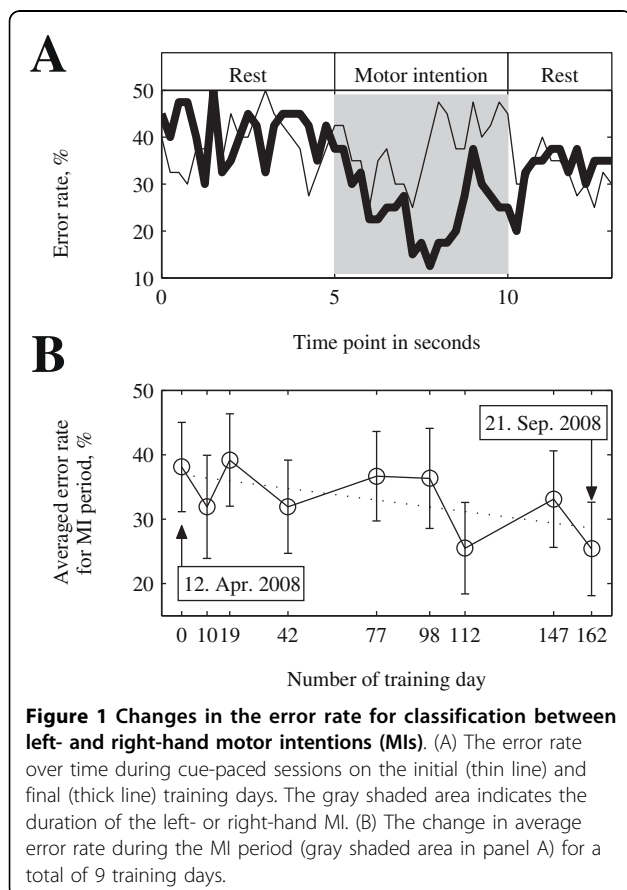 A
Rest Motor intention Rest
50
40
30
20
10
Error rate, %
0 5 10
Time point in seconds
B
50
40
30
20
Averaged error rate
for MI period, %
21. Sep. 2008
12. Apr. 2008
0 10 19 42 77 98 112 147 162
Number of training day
Figure 1 Changes in the error rate for classification between
left- and right-hand motor intentions (MIs). (A) The error rate
over time during cue-paced sessions on the initial (thin line) and
final (thick line) training days. The gray shaded area indicates the
duration of the left- or right-hand MI. (B) The change in average
error rate during the MI period (gray shaded area in panel A) for a
total of 9 training days.